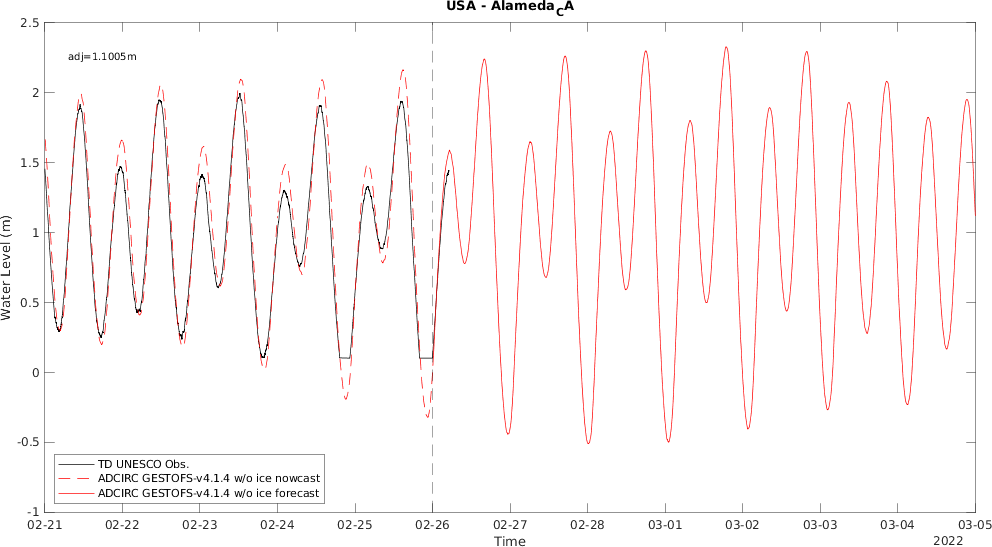 USA - Alameda_CA
2.5
adj=1.1005m
2
1.5
1
0.5
0
-0.5
-1
Water Level (m)
TD UNESCO Obs.
ADCIRC GESTOFS-v4.1.4 w/o ice nowcast
ADCIRC GESTOFS-v4.1.4 w/o ice forecast
02-21 02-22 02-23 02-24 02-25 02-26 02-27 02-28 03-01 03-02 03-03 03-04 03-05
Time
2022